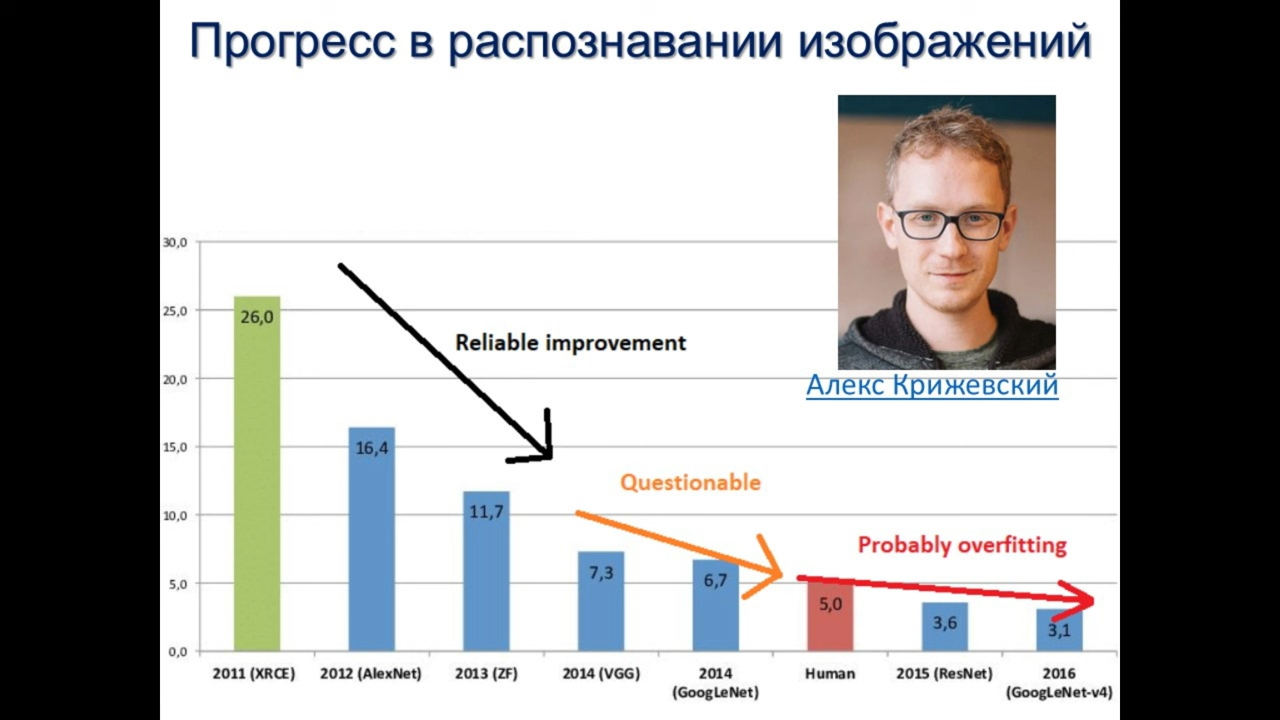 Прогресс в распознавании изображений
Алекс Крижевский
30,0
25,0
20,0
15,0
10,0
5,0
0,0
26,0
16,4
11,7
7,3
6,7
5,0
3,6
3,1
Reliable improvement
Questionable
Probably overfitting
2011 (XRCE)
2012 (AlexNet)
2013 (ZF)
2014 (VGG)
2014
(GoogLeNet)
Human
2015 (ResNet)
2016
(GoogLeNet-v4)